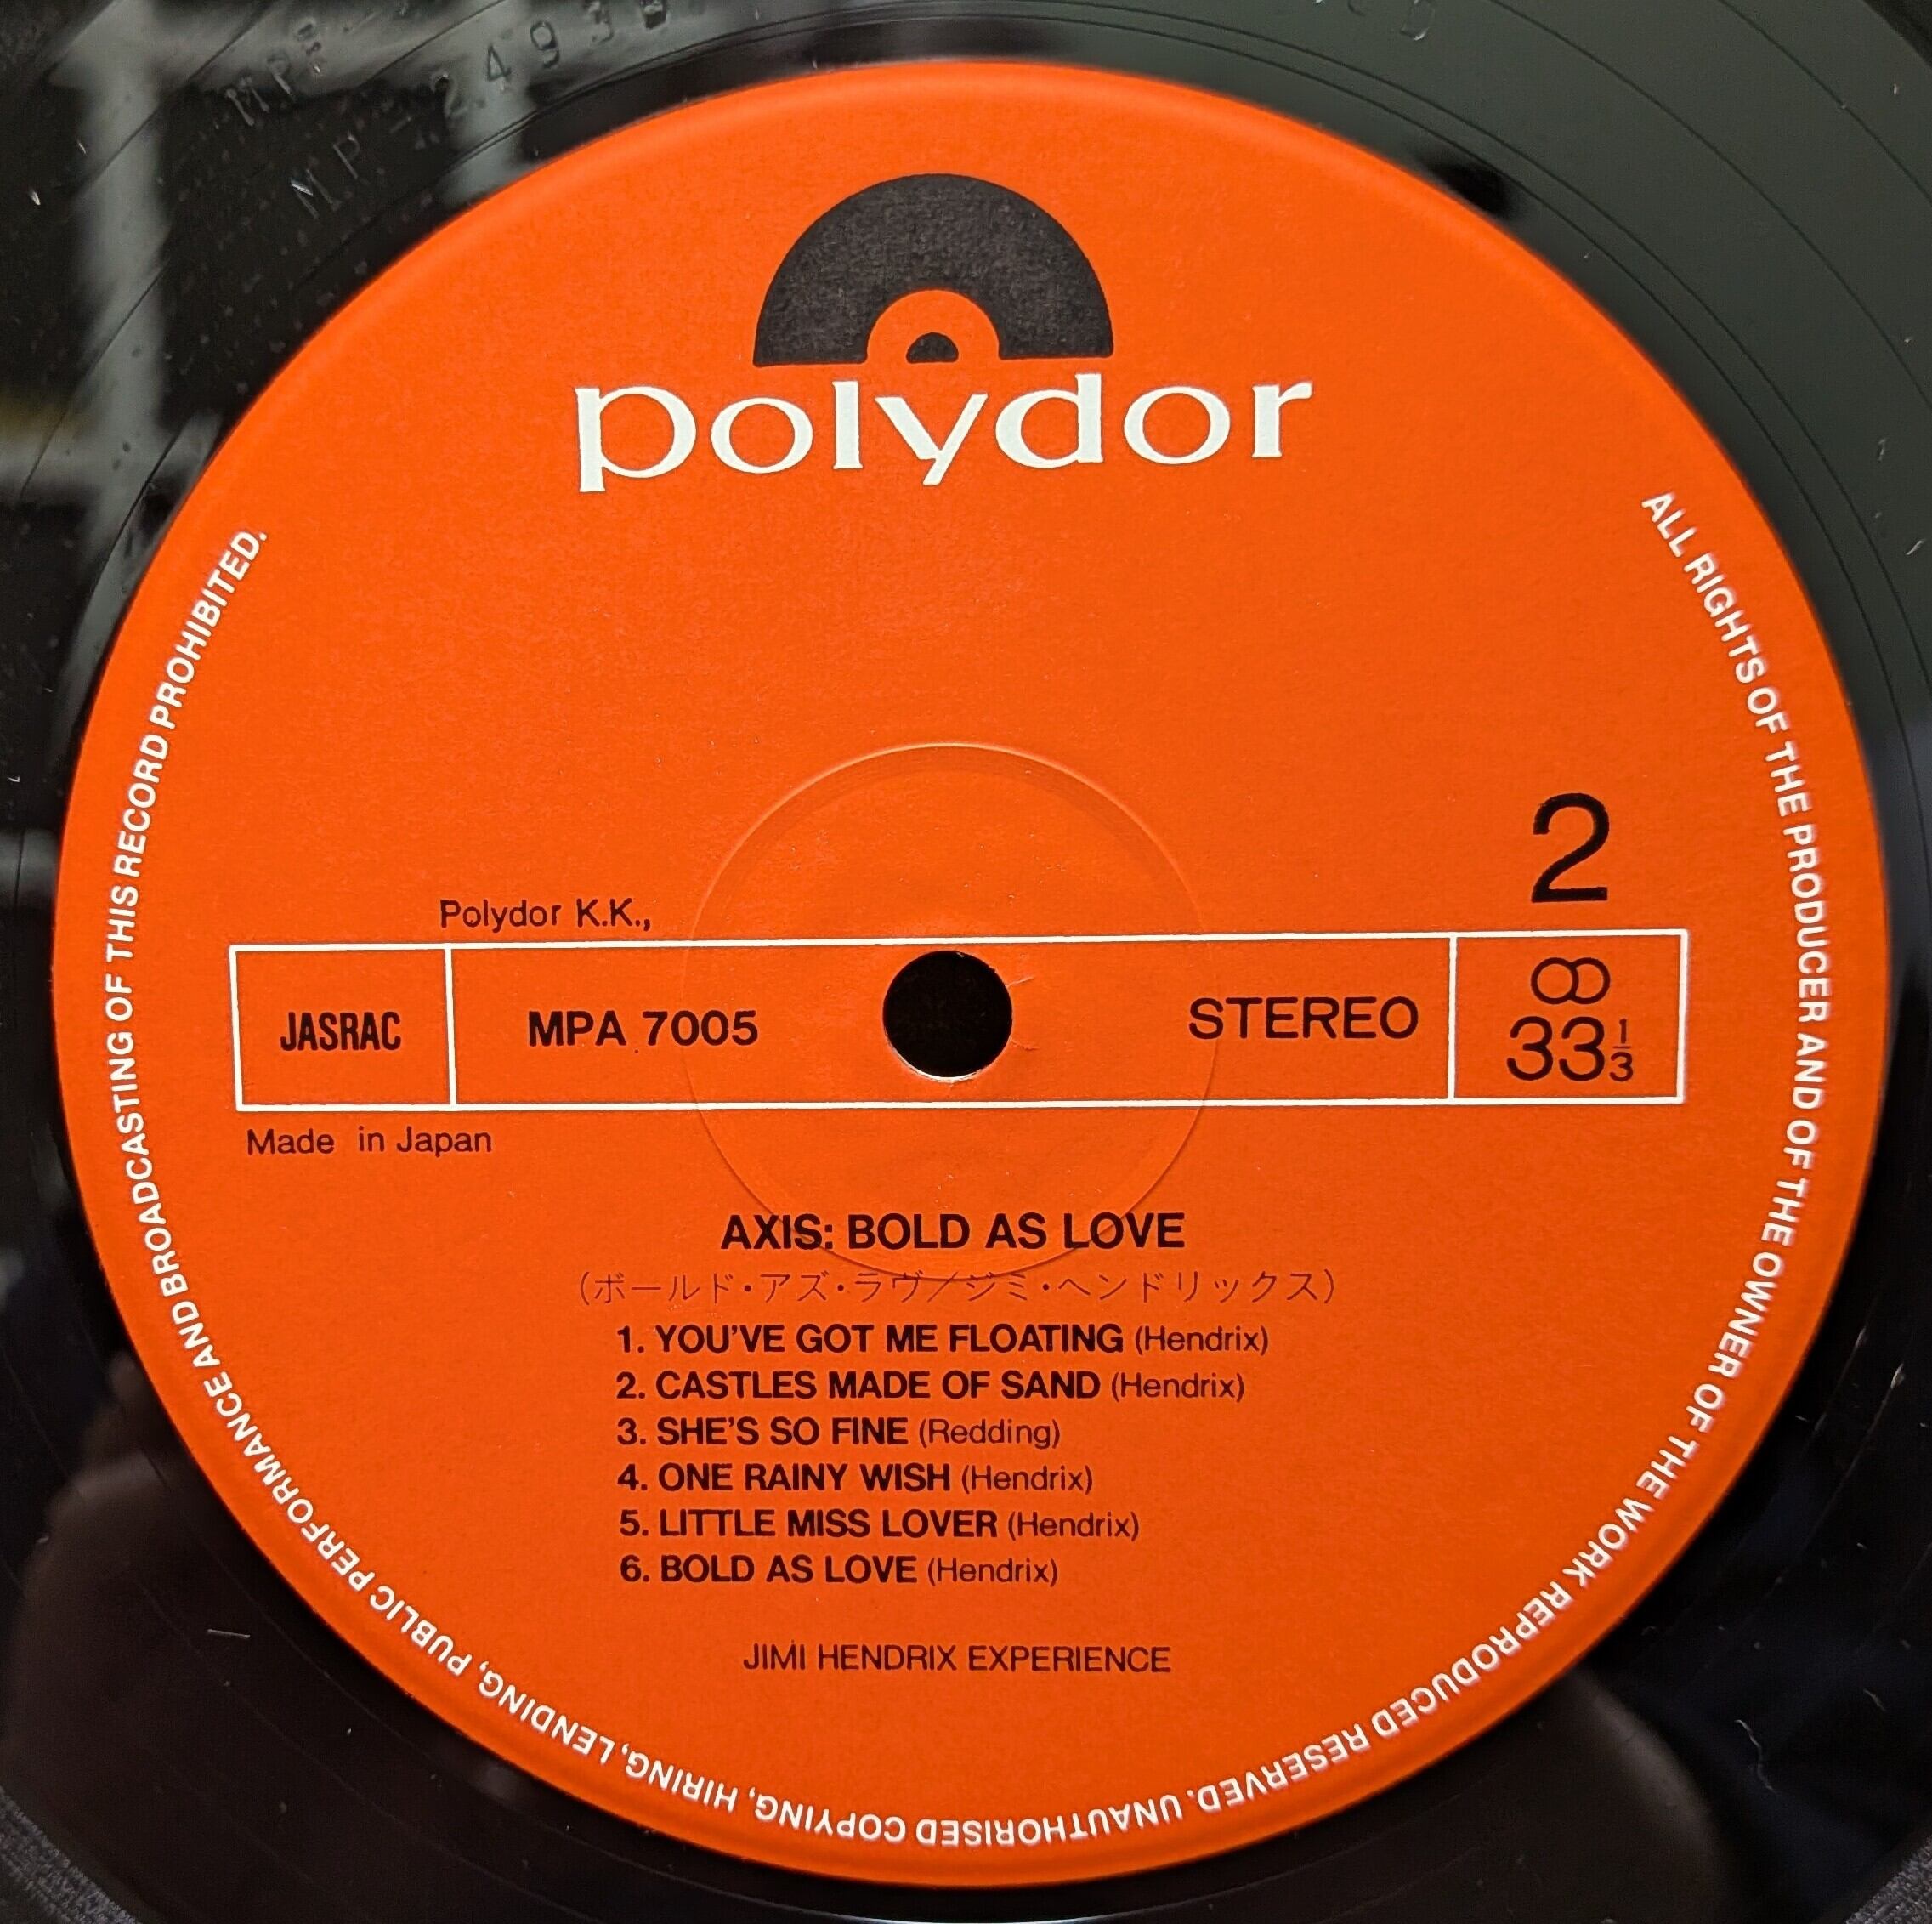 polydor
2
Polydor K.K.,
JASRAC
MPA 7005
STEREO
33 1/3
Made in Japan
AXIS: BOLD AS LOVE
(ボールド・アズ・ラヴ/ジミ・ヘンドリックス)
1. YOU'VE GOT ME FLOATING (Hendrix)
2. CASTLES MADE OF SAND (Hendrix)
3. SHE'S SO FINE (Redding)
4. ONE RAINY WISH (Hendrix)
5. LITTLE MISS LOVER (Hendrix)
6. BOLD AS LOVE (Hendrix)
JIMI HENDRIX EXPERIENCE
ALL RIGHTS OF THE PRODUCER AND OF THE OWNER OF THE WORK REPRODUCED RESERVED. UNAUTHORISED COPYING, HIRING, LENDING, PUBLIC PERFORMANCE AND BROADCASTING OF THIS RECORD PROHIBITED.